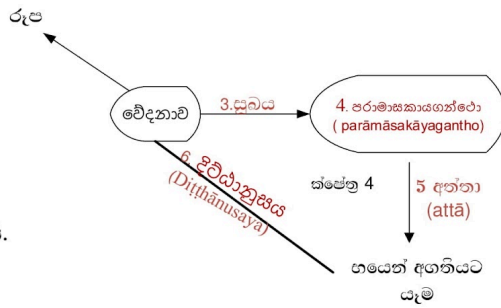 රූප
වේදනාව
3.සුඛය
4. පරාමාසකායගන්ථො
( parāmāsakāyagantho)
6. දිට්ඨානුසය
(Diṭṭhānusaya)
ක්ෂේත්‍ර 4
5 අත්තා
(attā)
භයෙන් අගතියට
යෑම